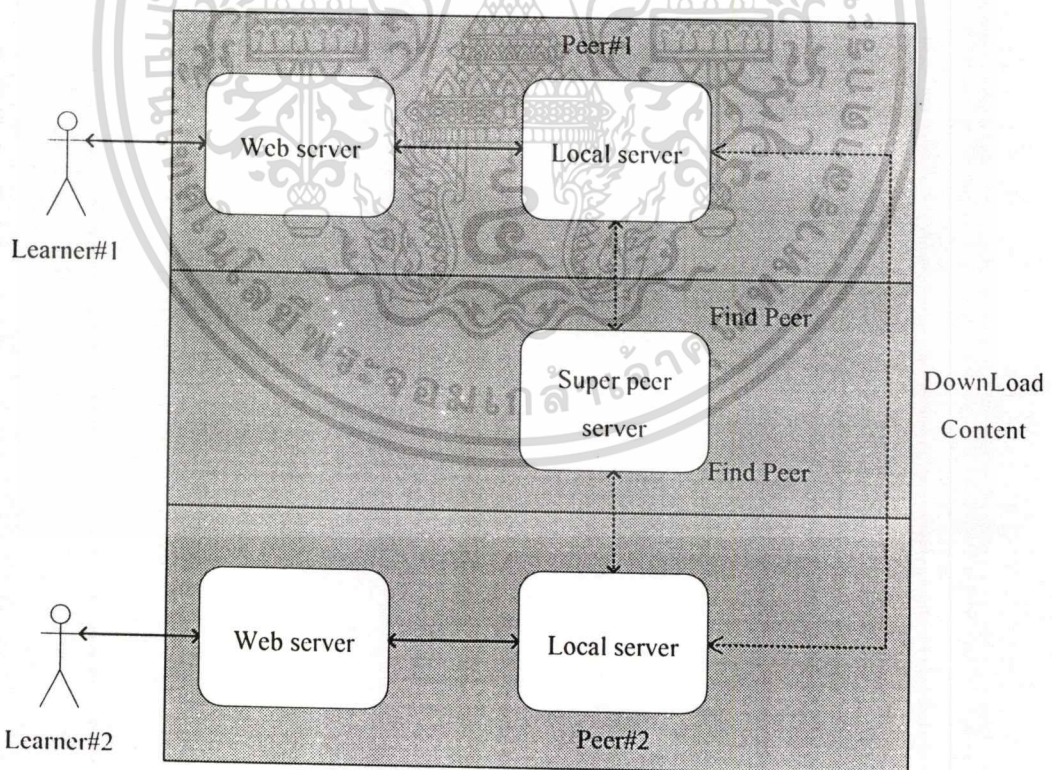 Peer#1
Web server
Local server
Learner#1
Find Peer
Super peer
server
DownLoad
Content
Find Peer
Web server
Local server
Learner#2
Peer#2